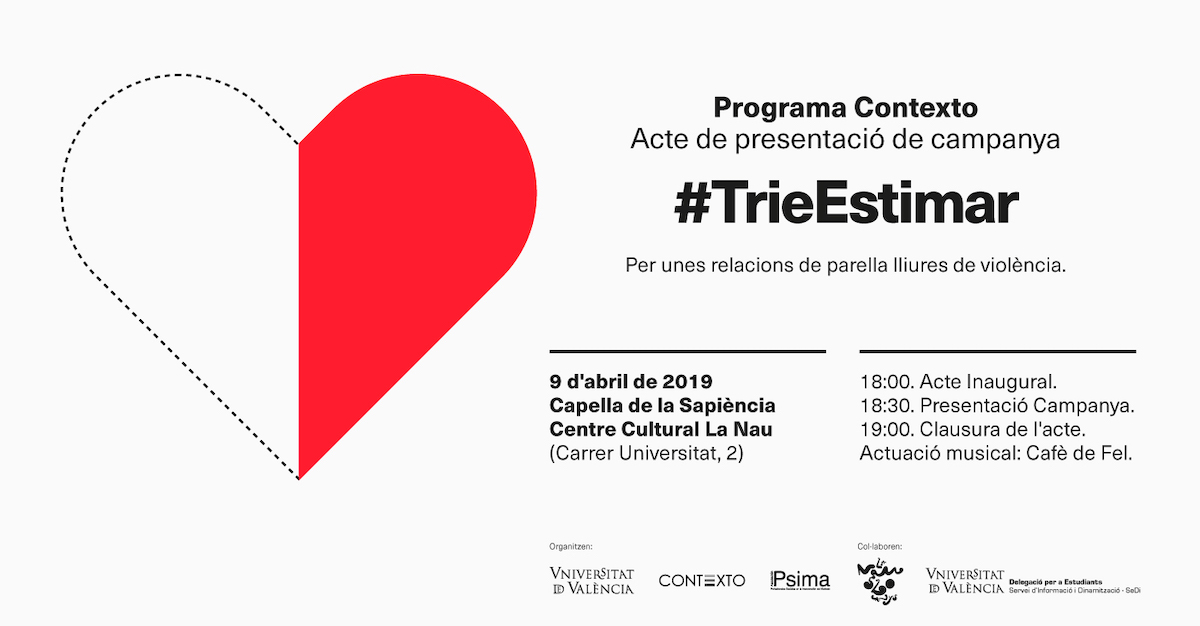 Programa Contexto
Acte de presentació de campanya
#TrieEstimar
Per unes relacions de parella lliures de violència.
9 d'abril de 2019
Capella de la Sapiència
Centre Cultural La Nau
(Carrer Universitat, 2)
18:00. Acte Inaugural.
18:30. Presentació Campanya.
19:00. Clausura de l'acte.
Actuació musical: Cafè de Fel.
Organitzen:
VNIVERSITAT
DE VALÈNCIA
CONTEXTO
Psima
Col·laboren:
VNIVERSITAT
DE VALÈNCIA
Delegació per a Estudiants
Servei d'Informació i Dinamització - SeDi